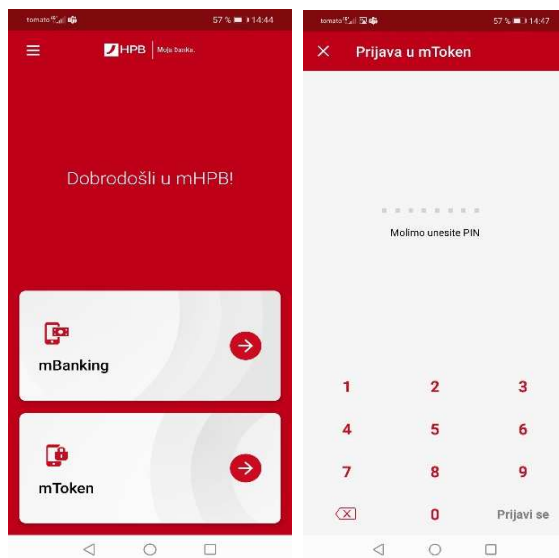 tomato 57 % 14:44
HPB Moja banka.
Dobrodošli u mHPB!
mBanking
mToken
tomato 57 % 14:47
Prijava u mToken
Molimo unesite PIN
1 2 3
4 5 6
7 8 9
0 Prijavi se